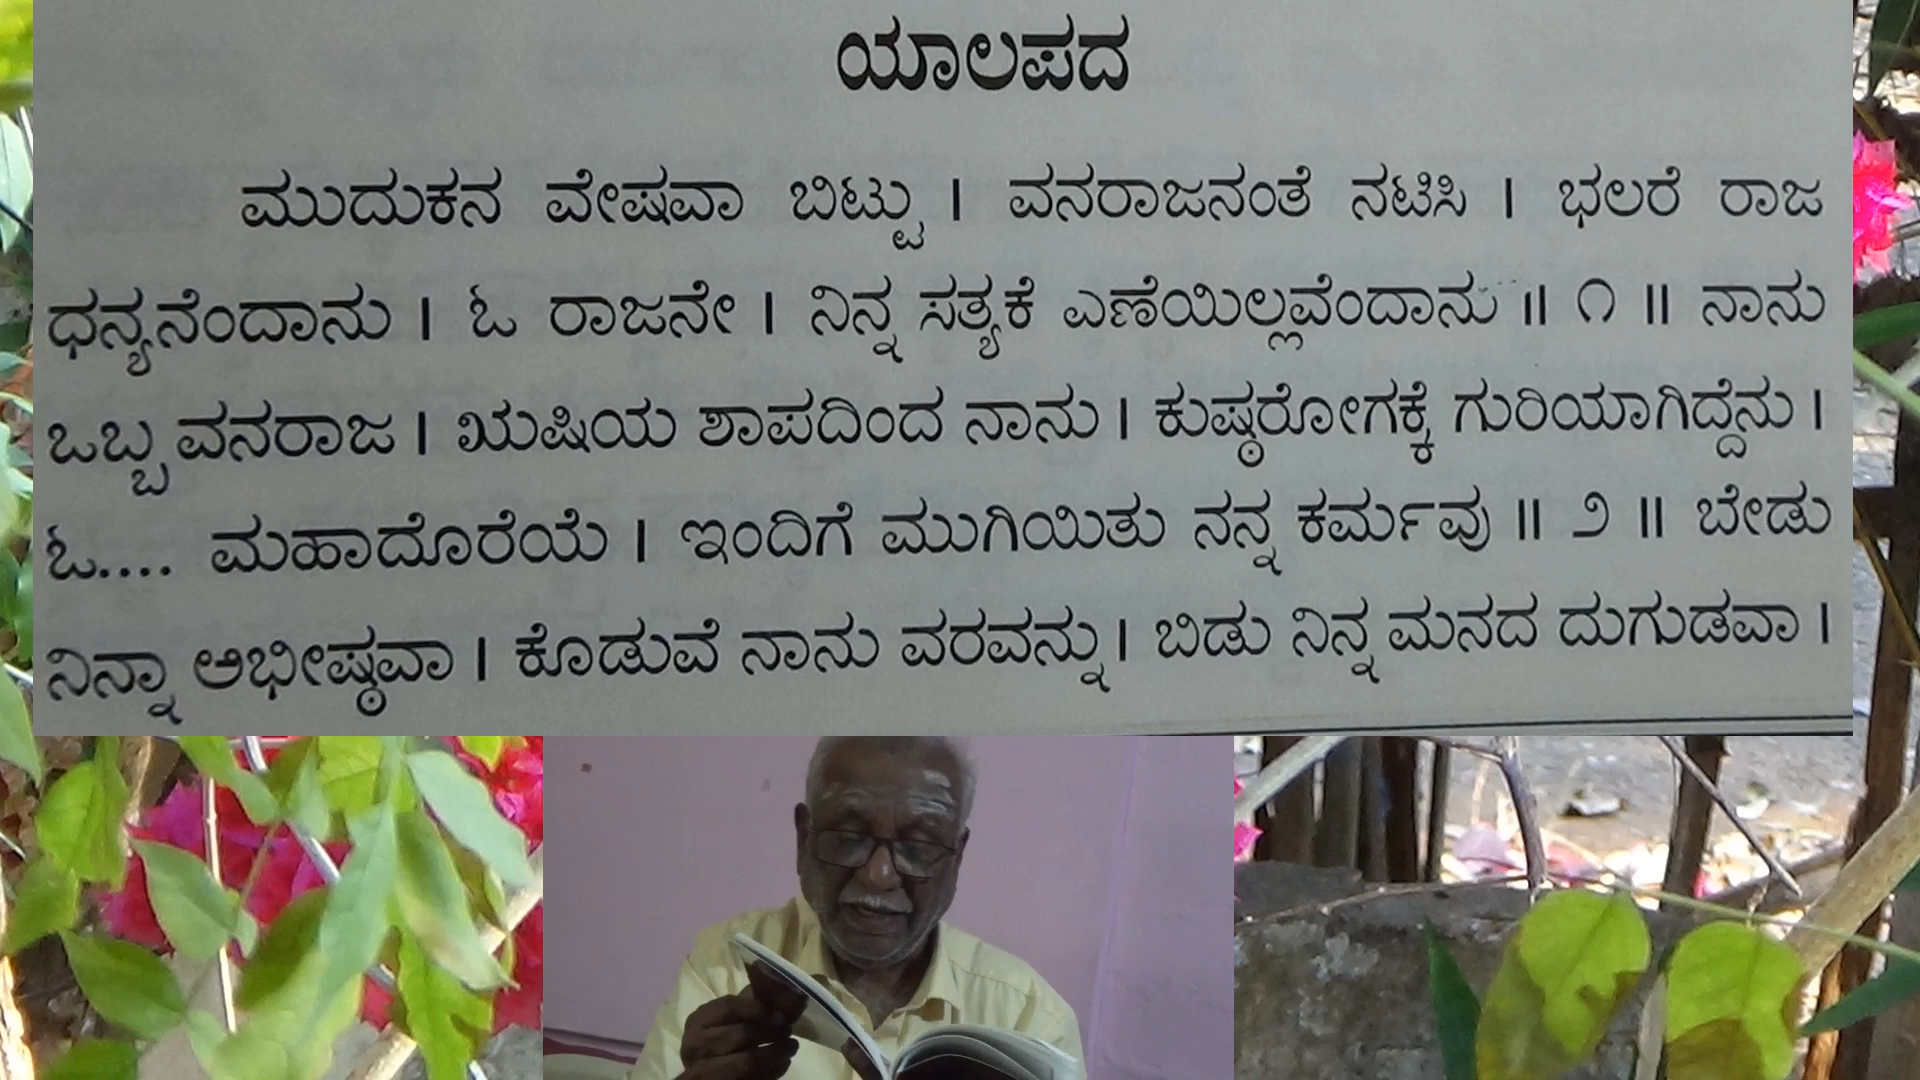 ಯಾಲಪದ
ಮುದುಕನ ವೇಷವಾ ಬಿಟ್ಟು । ವನರಾಜನಂತೆ ನಟಿಸಿ । ಭಲರೆ ರಾಜ
ಧನ್ಯನೆಂದಾನು । ಓ ರಾಜನೇ । ನಿನ್ನ ಸತ್ಯಕೆ ಎಣೆಯಿಲ್ಲವೆಂದಾನು ॥ ೧ ॥ ನಾನು
ಒಬ್ಬ ವನರಾಜ । ಋಷಿಯ ಶಾಪದಿಂದ ನಾನು । ಕುಷ್ಠರೋಗಕ್ಕೆ ಗುರಿಯಾಗಿದ್ದೆನು ।
ಓ.... ಮಹಾದೊರೆಯೆ । ಇಂದಿಗೆ ಮುಗಿಯಿತು ನನ್ನ ಕರ್ಮವು ॥ ೨ ॥ ಬೇಡು
ನಿನ್ನಾ ಅಭೀಷ್ಠವಾ । ಕೊಡುವೆ ನಾನು ವರವನ್ನು । ಬಿಡು ನಿನ್ನ ಮನದ ದುಗುಡವಾ ।